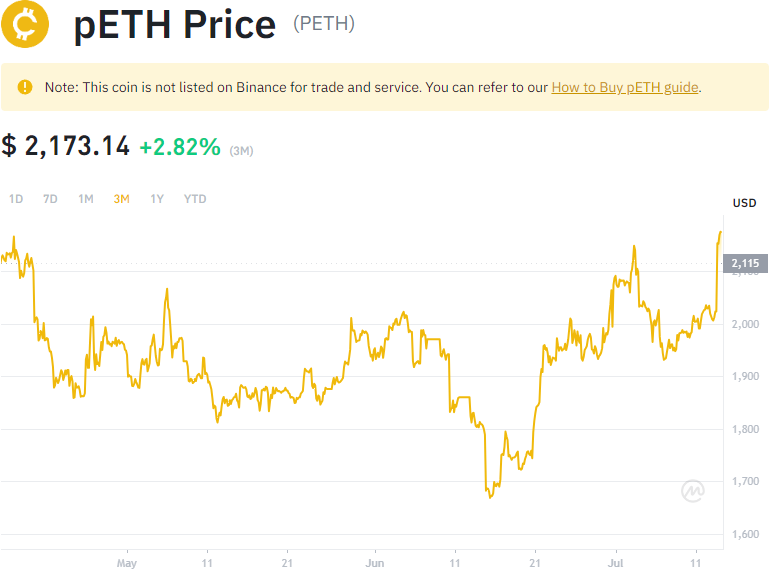 pETH Price (PETH)
Note: This coin is not listed on Binance for trade and service. You can refer to our How to Buy pETH guide.
$ 2,173.14 +2.82% (3M)
1D 7D 1M 3M 1Y YTD
USD
2,115
2,000
1,900
1,800
1,700
1,600
May 11 21 Jun 11 21 Jul 11